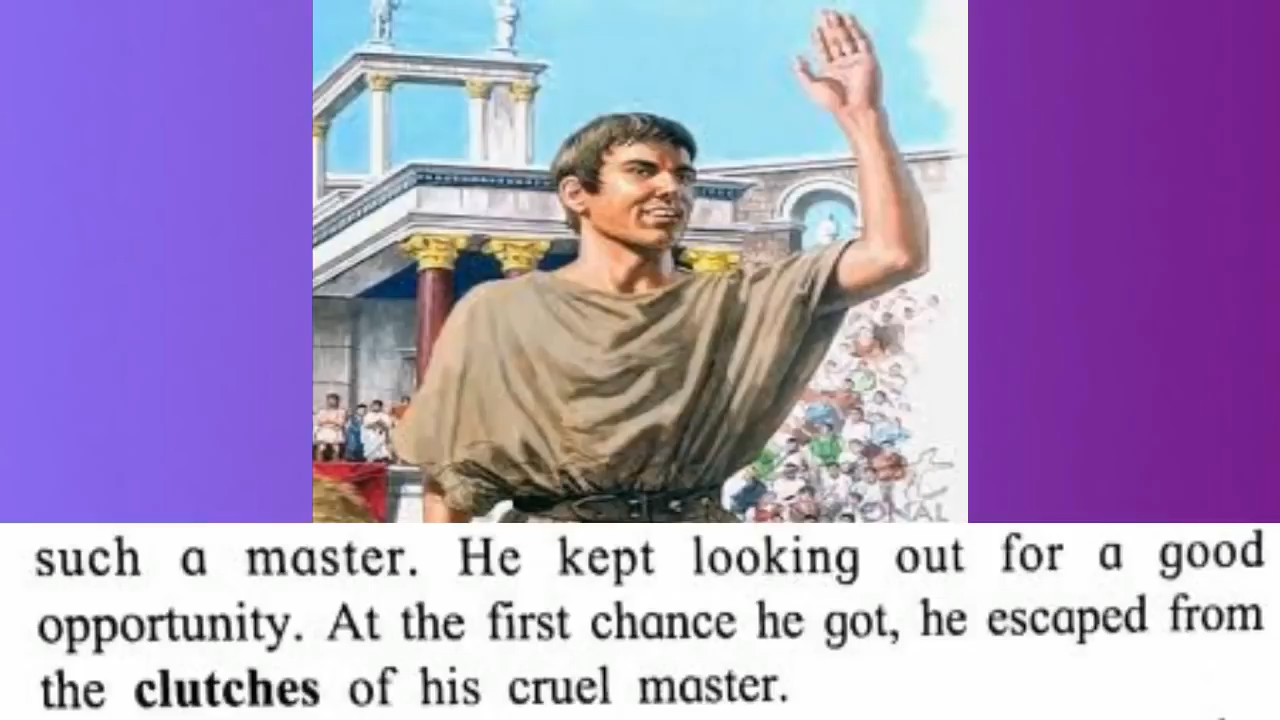 such a master. He kept looking out for a good
opportunity. At the first chance he got, he escaped from
the clutches of his cruel master.